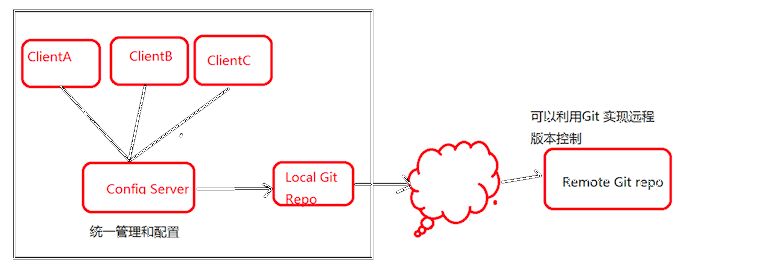 ClientA
ClientB
ClientC
Config Server
统一管理和配置
Local Git
Repo
可以利用Git 实现远程
版本控制
Remote Git repo